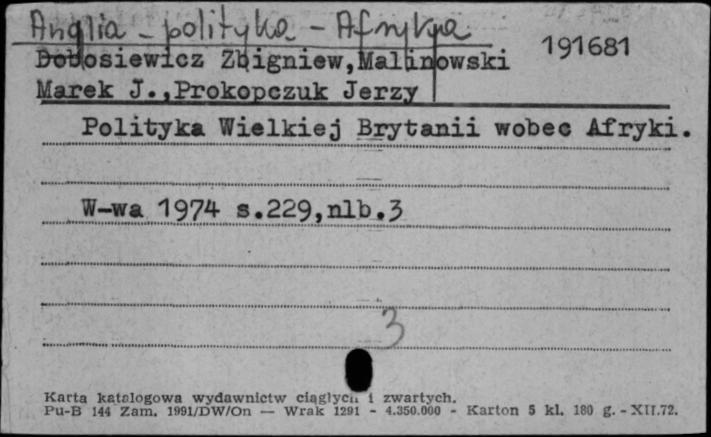 Anglia - polityka - Afryka
191681
Dobosiewicz Zbigniew,Malinowski
Marek J.,Prokopczuk Jerzy
Polityka Wielkiej Brytanii wobec Afryki.
W-wa 1974 s.229,nlb.3
3
Karta katalogowa wydawnictw ciągłych i zwartych.
Pu-B 144 Zam. 1991/DW/On — Wrak 1291 - 4.350.000 - Karton 5 kl. 180 g. - XII.72.